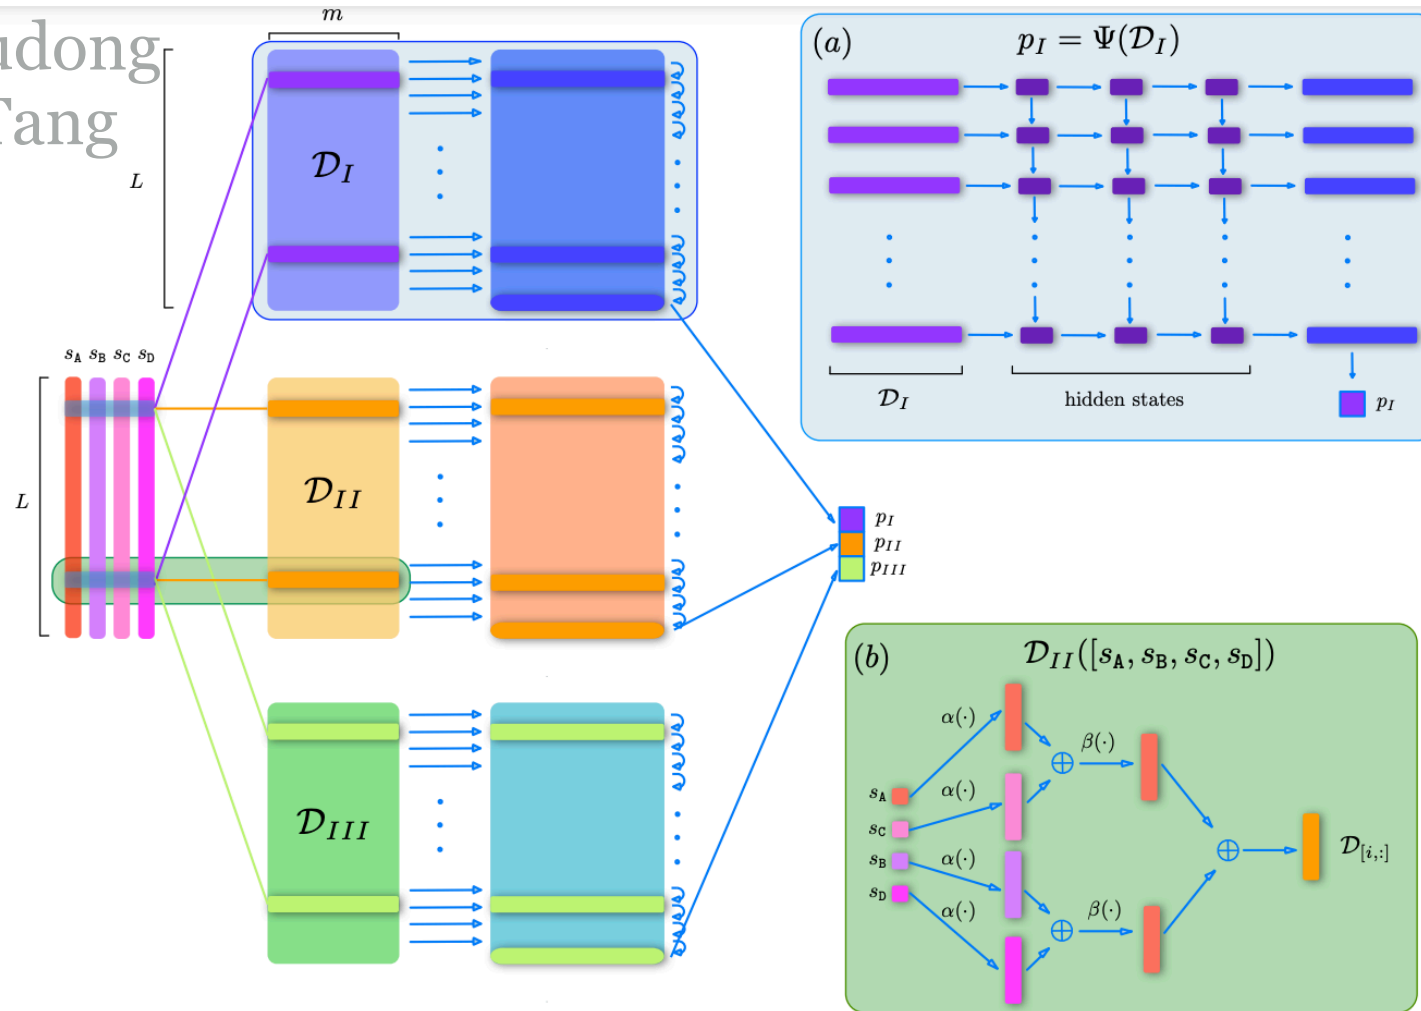 udong
Tang
m
L
𝒟_I
s_A s_B s_C s_D
L
𝒟_II
𝒟_III
p_I
p_II
p_III
(a) p_I = Ψ(𝒟_I)
𝒟_I hidden states p_I
(b) 𝒟_II([s_A, s_B, s_C, s_D])
α(·)
β(·)
s_A
α(·)
s_C
s_B
α(·)
𝒟_[i,:]
s_D
α(·)
β(·)